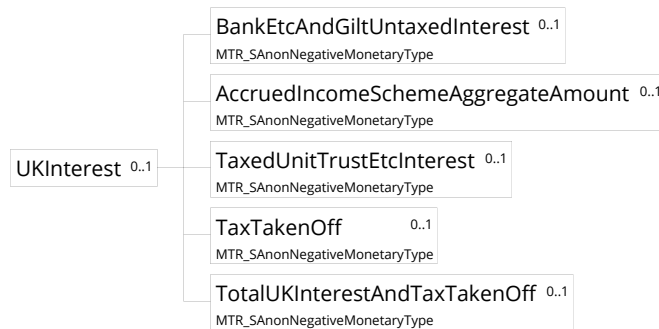 BankEtcAndGiltUntaxedInterest 0..1
MTR_SAnonNegativeMonetaryType
AccruedIncomeSchemeAggregateAmount 0..1
MTR_SAnonNegativeMonetaryType
UKInterest 0..1
TaxedUnitTrustEtcInterest 0..1
MTR_SAnonNegativeMonetaryType
TaxTakenOff 0..1
MTR_SAnonNegativeMonetaryType
TotalUKInterestAndTaxTakenOff 0..1
MTR_SAnonNegativeMonetaryType